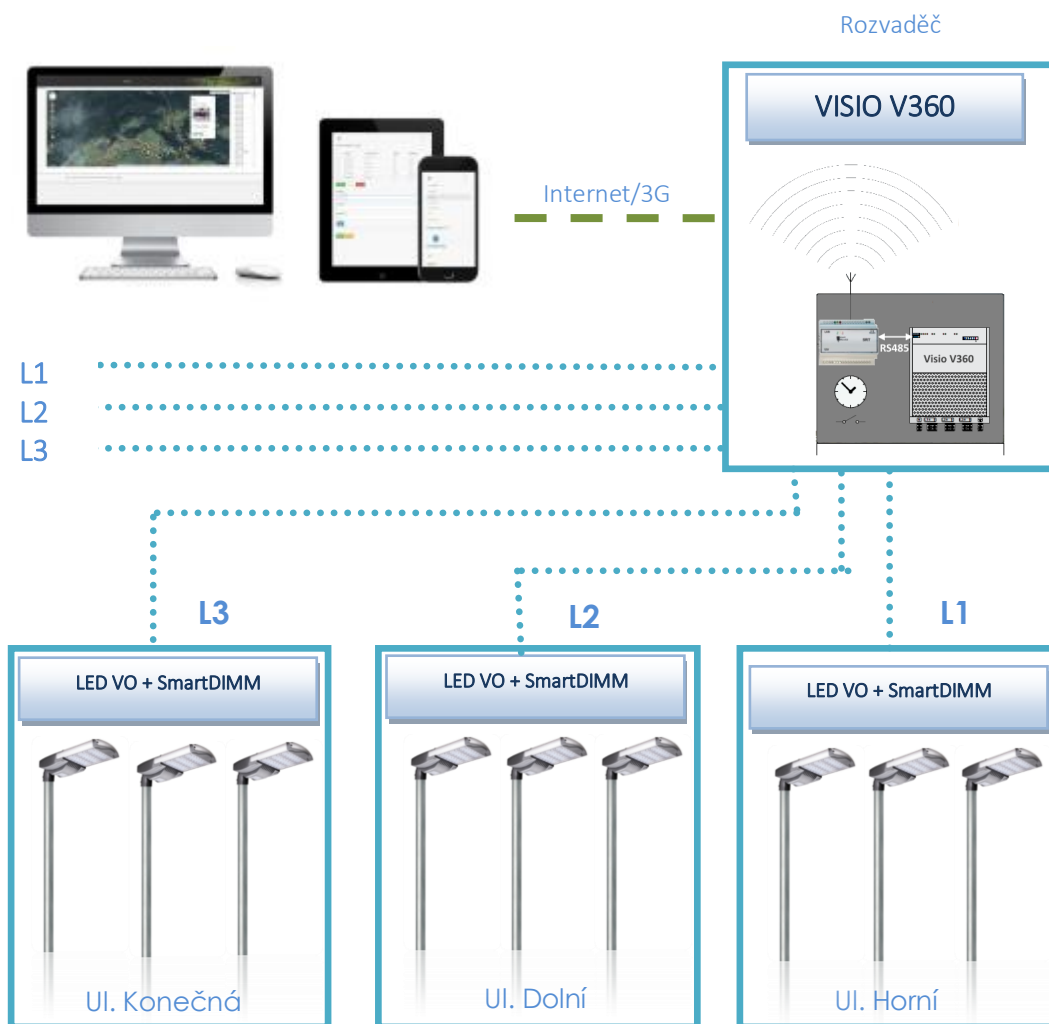 Rozvaděč
VISIO V360
Internet/3G
RS485
Visio V360
L1
L2
L3
L3
L2
L1
LED VO + SmartDIMM
LED VO + SmartDIMM
LED VO + SmartDIMM
Ul. Konečná
Ul. Dolní
Ul. Horní